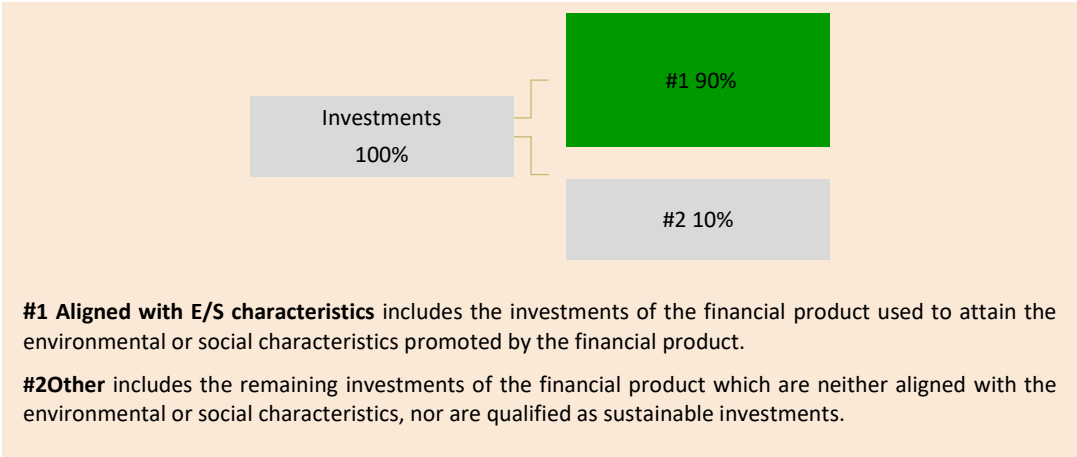 #1 90%
Investments
100%
#2 10%
#1 Aligned with E/S characteristics includes the investments of the financial product used to attain the
environmental or social characteristics promoted by the financial product.
#2Other includes the remaining investments of the financial product which are neither aligned with the
environmental or social characteristics, nor are qualified as sustainable investments.